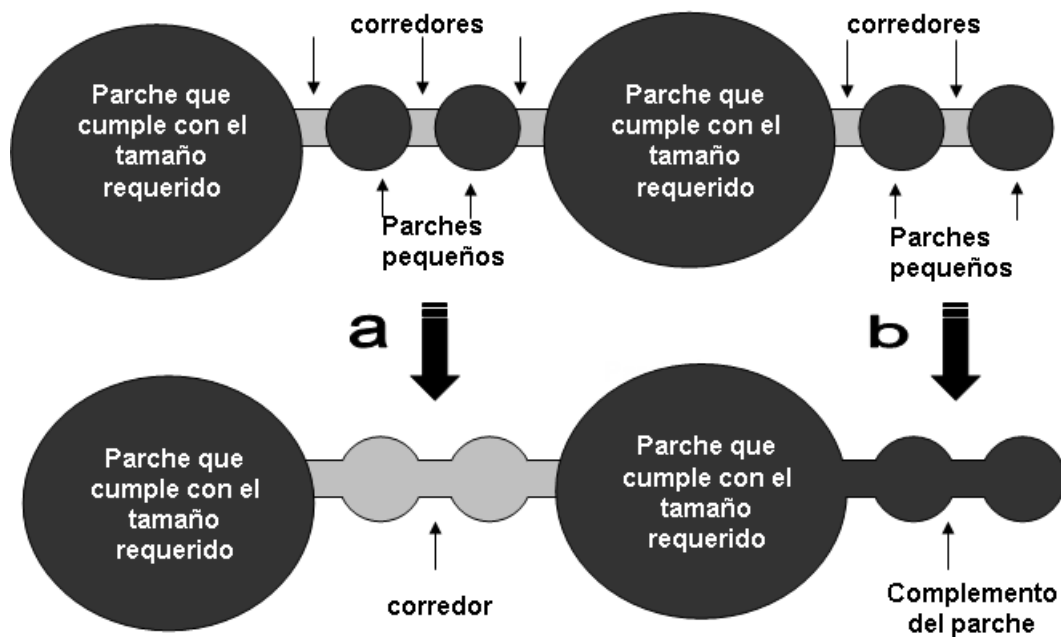 corredores
corredores
Parche que
cumple con el
tamaño
requerido
Parche que
cumple con el
tamaño
requerido
Parches
pequeños
Parches
pequeños
a
b
Parche que
cumple con el
tamaño
requerido
Parche que
cumple con el
tamaño
requerido
corredor
Complemento
del parche